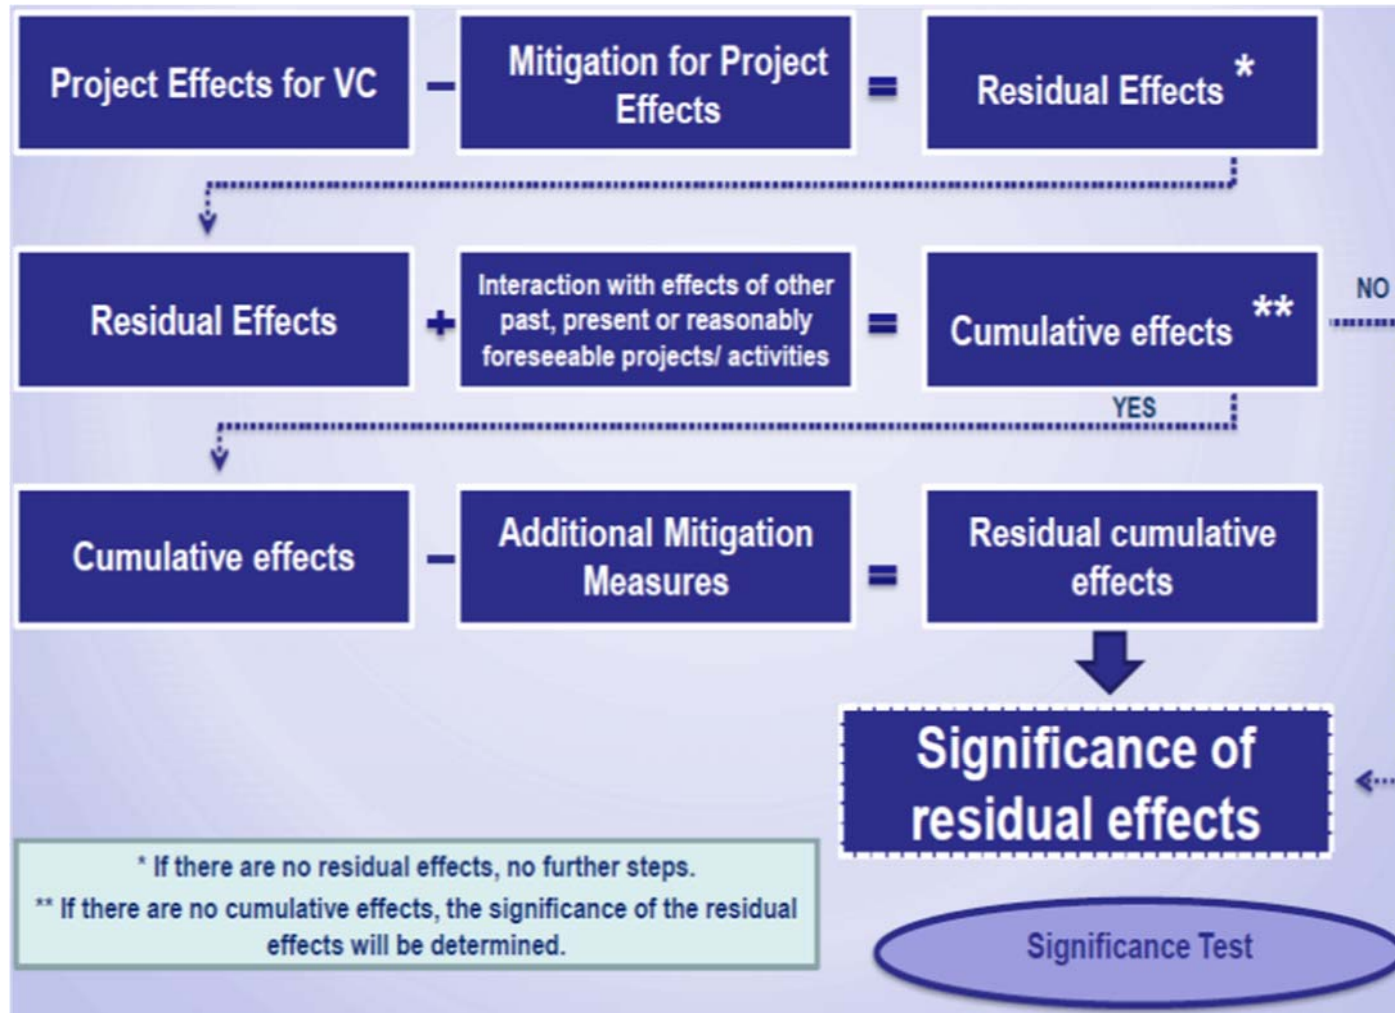 Project Effects for VC
–
Mitigation for Project
Effects
=
Residual Effects *
Residual Effects
+
Interaction with effects of other
past, present or reasonably
foreseeable projects/ activities
=
Cumulative effects **
NO
YES
Cumulative effects
–
Additional Mitigation
Measures
=
Residual cumulative
effects
Significance of
residual effects
* If there are no residual effects, no further steps.
** If there are no cumulative effects, the significance of the residual
effects will be determined.
Significance Test